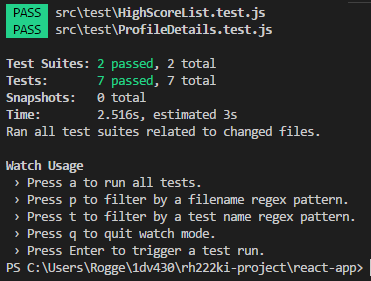 PASS src\test\HighScoreList.test.js
PASS src\test\ProfileDetails.test.js
Test Suites: 2 passed, 2 total
Tests: 7 passed, 7 total
Snapshots: 0 total
Time: 2.516s, estimated 3s
Ran all test suites related to changed files.
Watch Usage
› Press a to run all tests.
› Press p to filter by a filename regex pattern.
› Press t to filter by a test name regex pattern.
› Press q to quit watch mode.
› Press Enter to trigger a test run.
PS C:\Users\Rogge\1dv430\rh222ki-project\react-app>